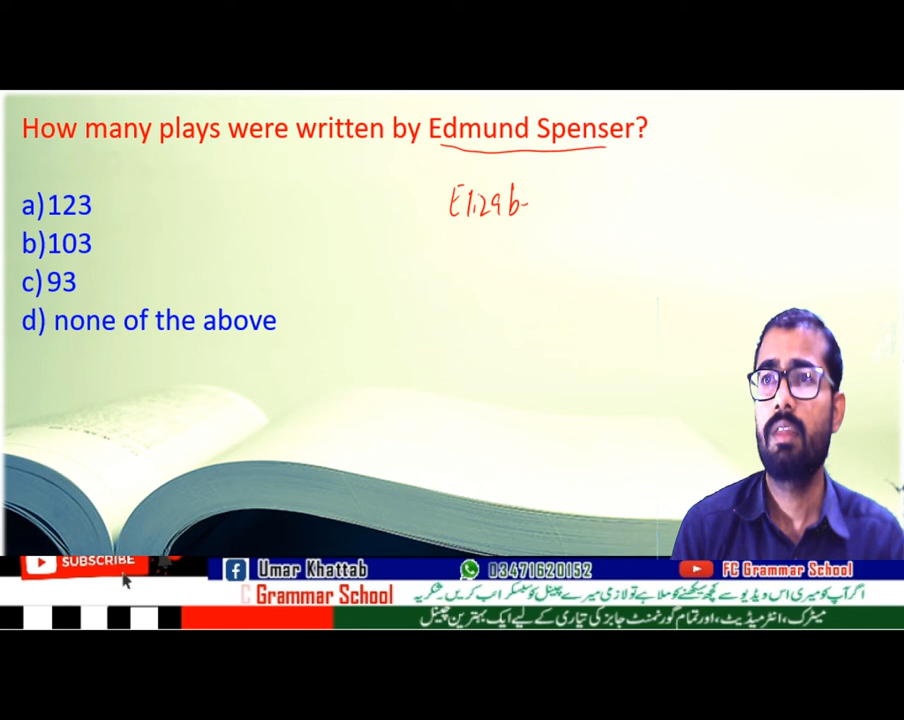 How many plays were written by Edmund Spenser?
Elizab-
a) 123
b) 103
c) 93
d) none of the above
SUBSCRIBE
Umar Khattab
03471620152
FC Grammar School
C Grammar School
اگر آپ کو میری اس ویڈیو سے کچھ سیکھنے کو ملا ہے تو لازمی میرے چینل کو سبسکرائب کریں۔ شکریہ
میٹرک، انٹرمیڈیٹ، اور تمام گورنمنٹ جابز کی تیاری کے لیے ایک بہترین چینل